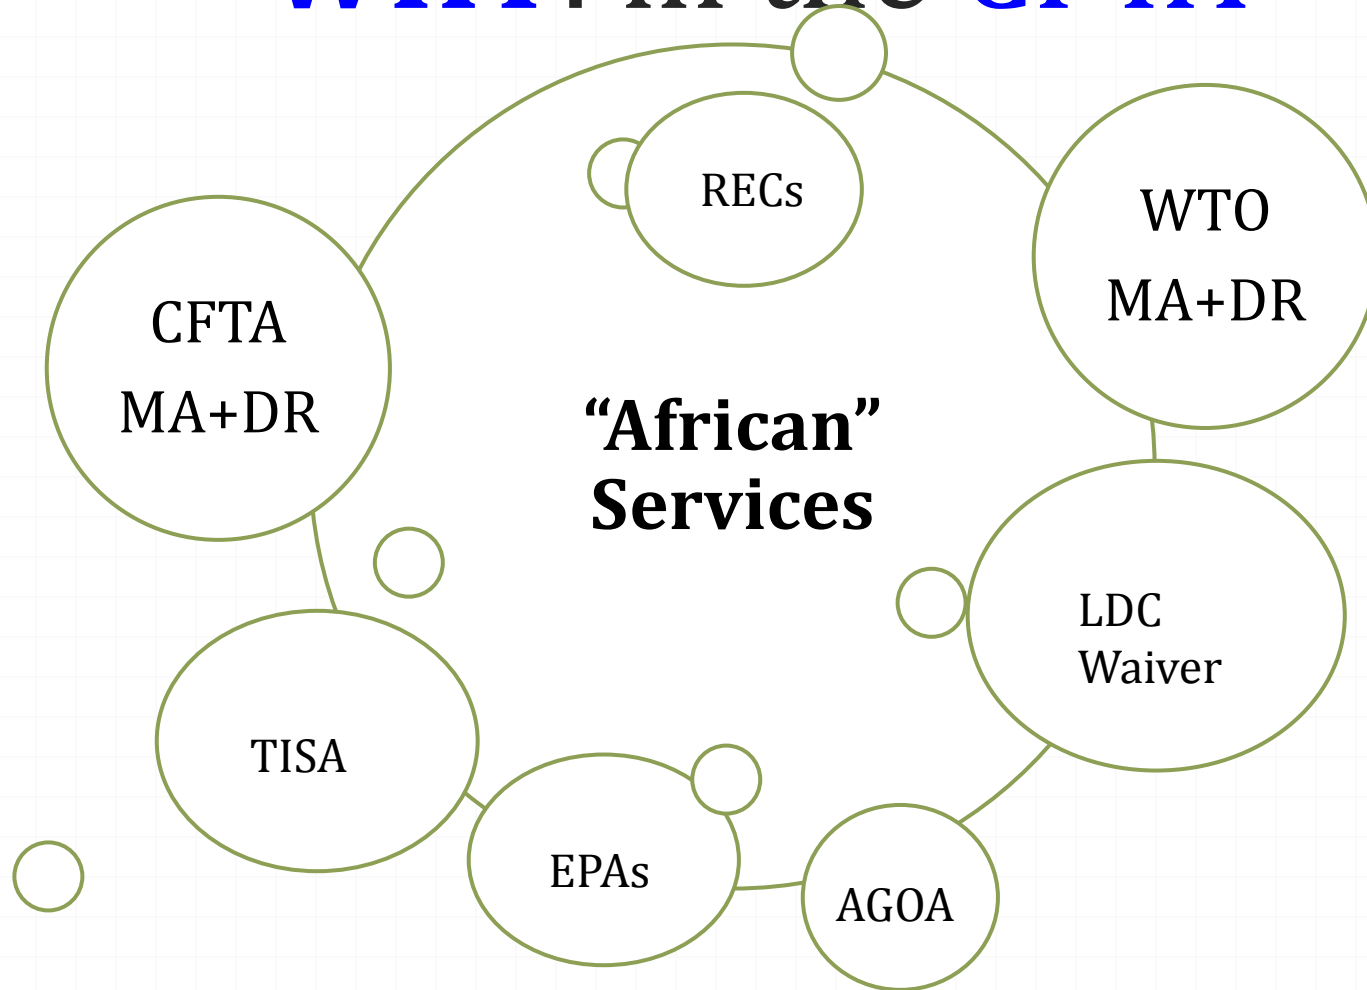 RECs
WTO
MA+DR
CFTA
MA+DR
“African”
Services
LDC
Waiver
TISA
EPAs
AGOA